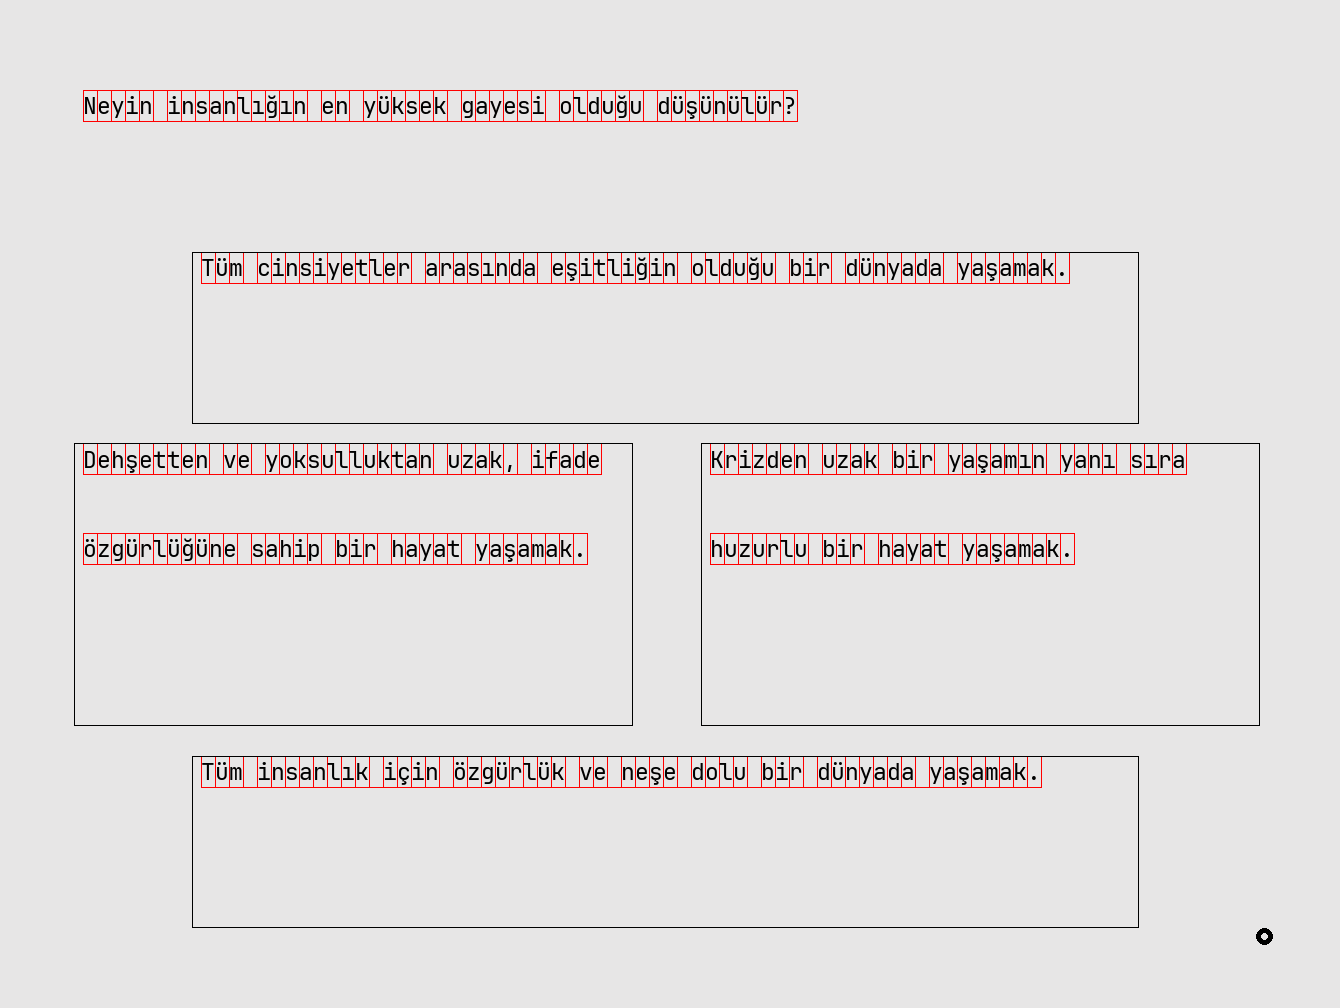 Neyin insanlığın en yüksek gayesi olduğu düşünülür?
Tüm cinsiyetler arasında eşitliğin olduğu bir dünyada yaşamak.
Dehşetten ve yoksulluktan uzak, ifade
özgürlüğüne sahip bir hayat yaşamak.
Krizden uzak bir yaşamın yanı sıra
huzurlu bir hayat yaşamak.
Tüm insanlık için özgürlük ve neşe dolu bir dünyada yaşamak.